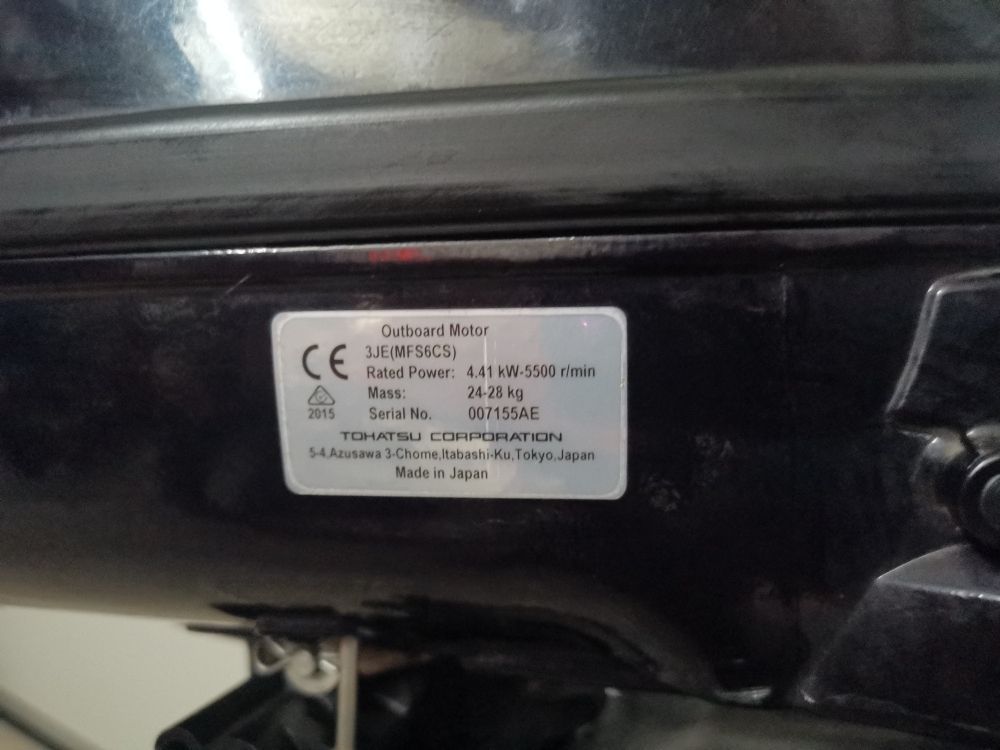 Outboard Motor
CE
3JE(MFS6CS)
Rated Power: 4.41 kW-5500 r/min
Mass: 24-28 kg
2015
Serial No. 007155AE
TOHATSU CORPORATION
5-4,Azusawa 3-Chome,Itabashi-Ku,Tokyo,Japan
Made in Japan